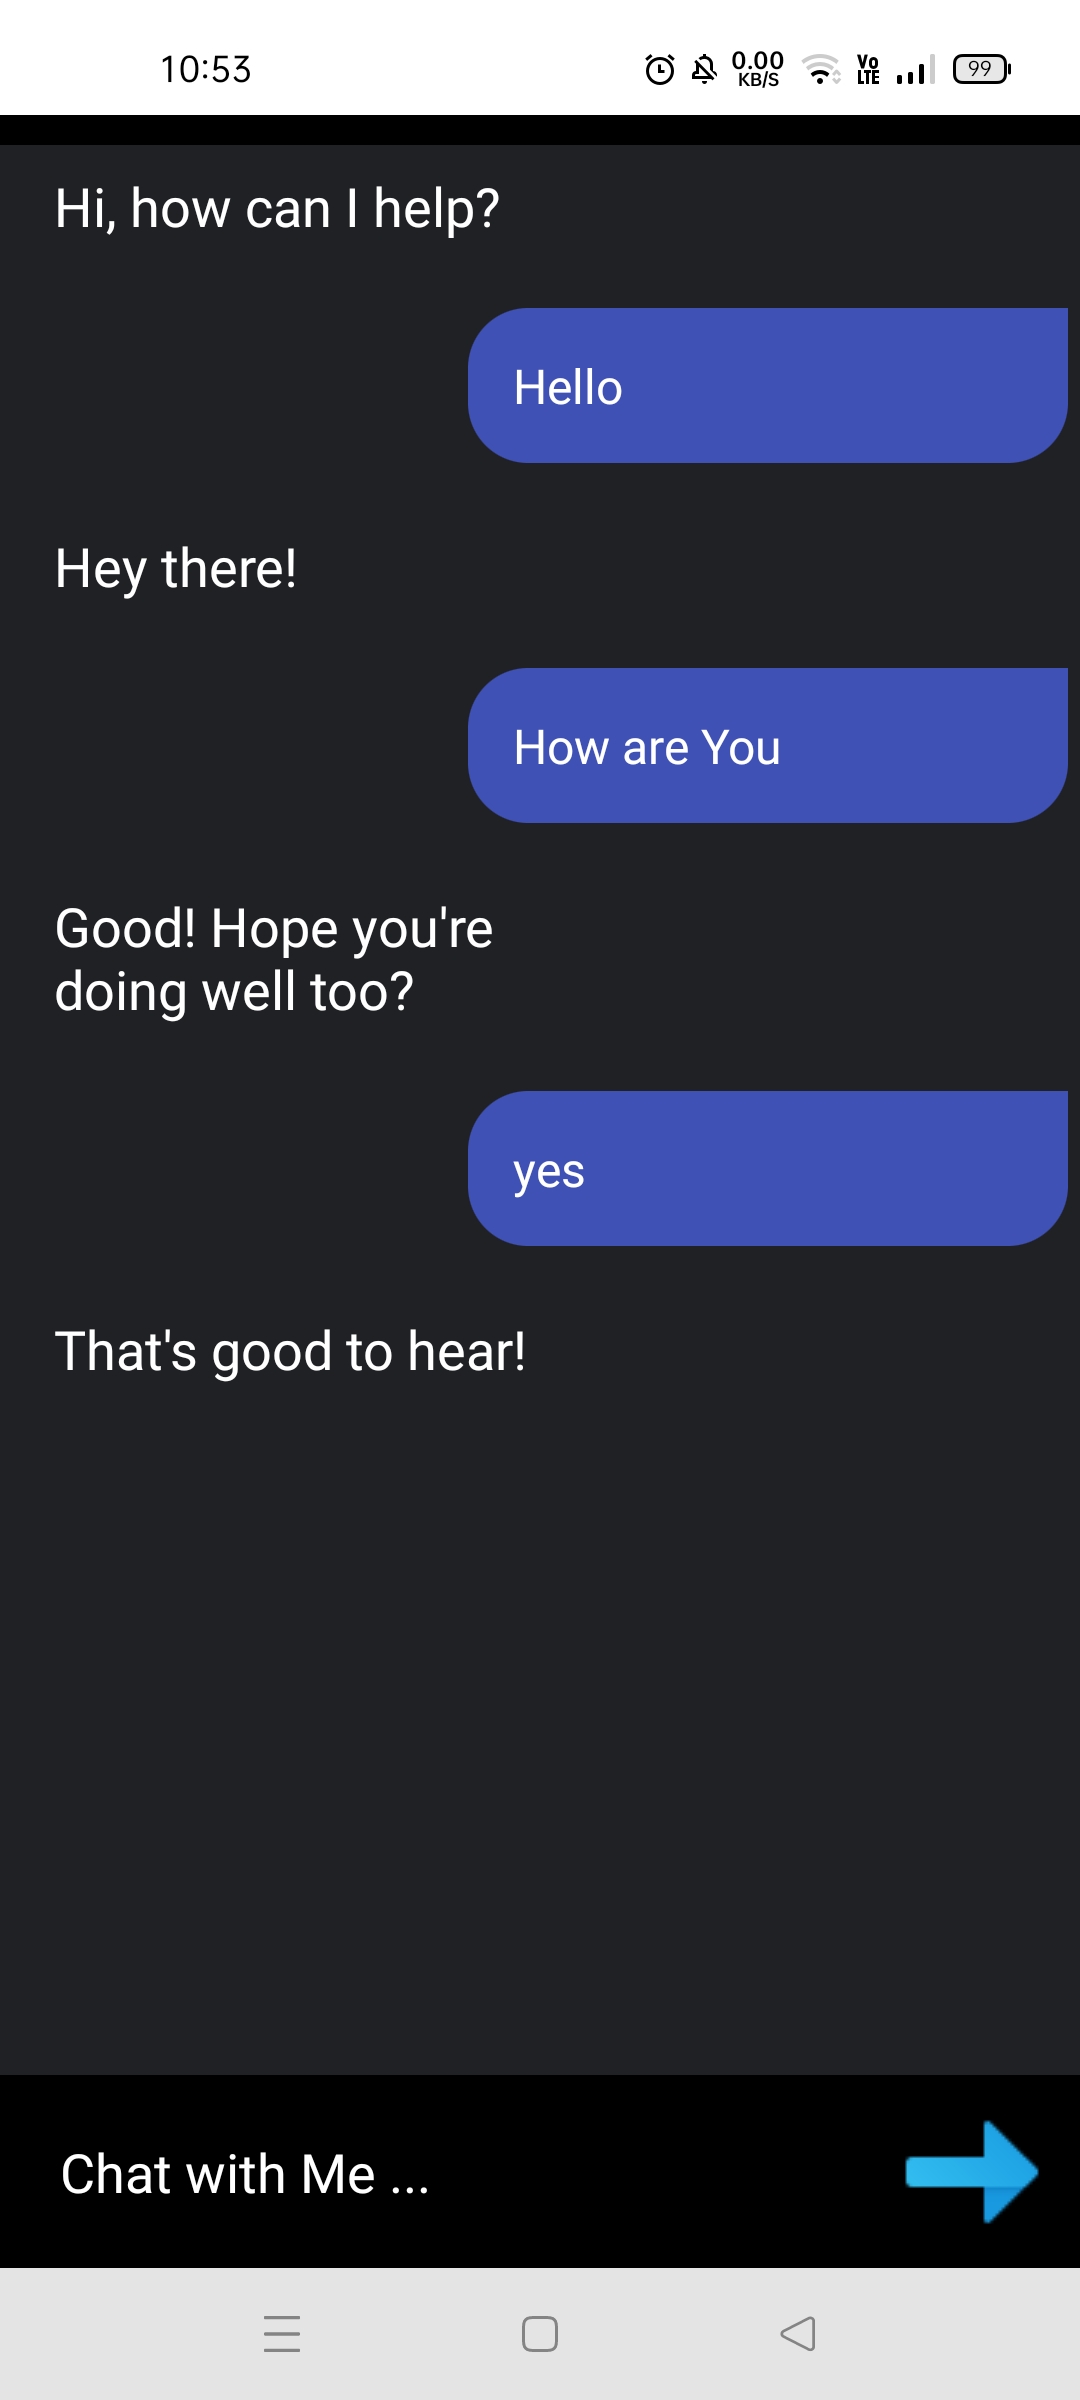 10:53
0.00
KB/S
Vo
LTE
99
Hi, how can I help?
Hello
Hey there!
How are You
Good! Hope you're
doing well too?
yes
That's good to hear!
Chat with Me ...